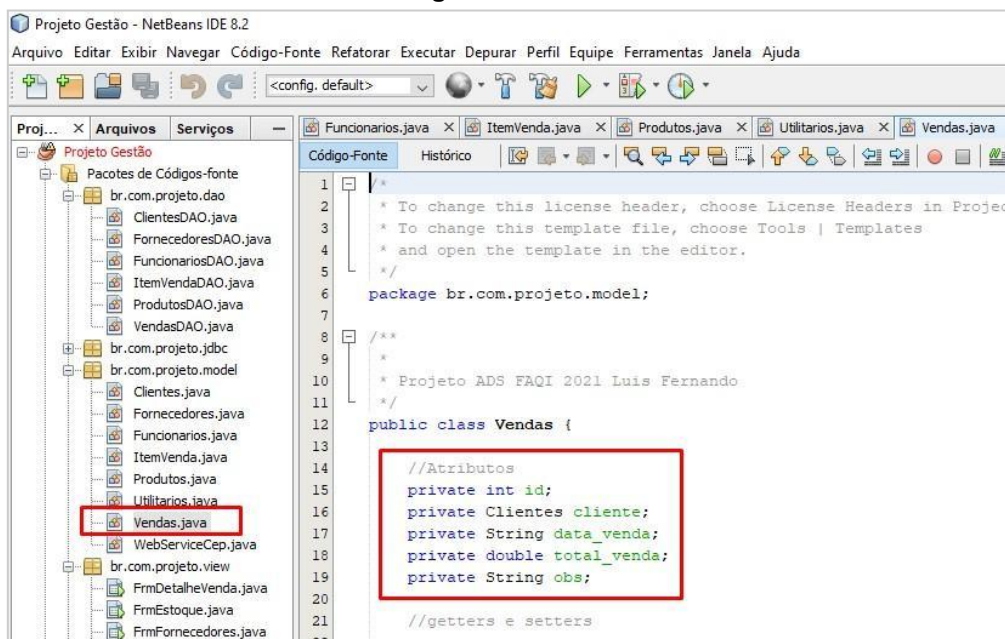 Projeto Gestão - NetBeans IDE 8.2
Arquivo Editar Exibir Navegar Código-Fonte Refatorar Executar Depurar Perfil Equipe Ferramentas Janela Ajuda
<config. default>
Proj... Arquivos Serviços
Projeto Gestão
Pacotes de Códigos-fonte
br.com.projeto.dao
ClientesDAO.java
FornecedoresDAO.java
FuncionariosDAO.java
ItemVendaDAO.java
ProdutosDAO.java
VendasDAO.java
br.com.projeto.jdbc
br.com.projeto.model
Clientes.java
Fornecedores.java
Funcionarios.java
ItemVenda.java
Produtos.java
Utilitarios.java
Vendas.java
WebServiceCep.java
br.com.projeto.view
FrmDetalheVenda.java
FrmEstoque.java
FrmFornecedores.java
Funcionarios.java ItemVenda.java Produtos.java Utilitarios.java Vendas.java
Código-Fonte Histórico
1 /*
2 * To change this license header, choose License Headers in Projec
3 * To change this template file, choose Tools | Templates
4 * and open the template in the editor.
5 */
6 package br.com.projeto.model;
7
8 /**
9 *
10 * Projeto ADS FAQI 2021 Luis Fernando
11 */
12 public class Vendas {
13
14 //Atributos
15 private int id;
16 private Clientes cliente;
17 private String data_venda;
18 private double total_venda;
19 private String obs;
20
21 //getters e setters